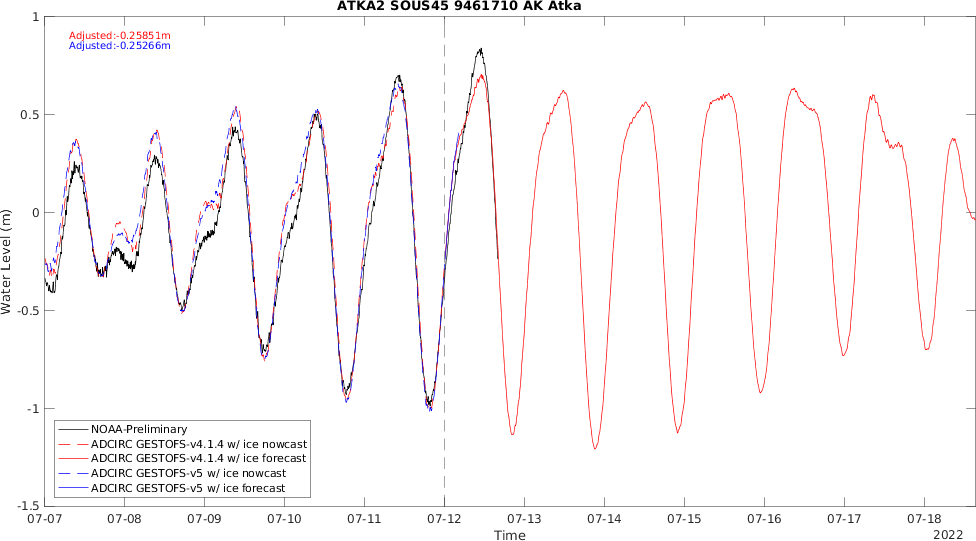 ATKA2 SOUS45 9461710 AK Atka
Adjusted:-0.25851m
Adjusted:-0.25266m
Water Level (m)
1
0.5
0
-0.5
-1
-1.5
NOAA-Preliminary
ADCIRC GESTOFS-v4.1.4 w/ ice nowcast
ADCIRC GESTOFS-v4.1.4 w/ ice forecast
ADCIRC GESTOFS-v5 w/ ice nowcast
ADCIRC GESTOFS-v5 w/ ice forecast
07-07 07-08 07-09 07-10 07-11 07-12 07-13 07-14 07-15 07-16 07-17 07-18
Time
2022